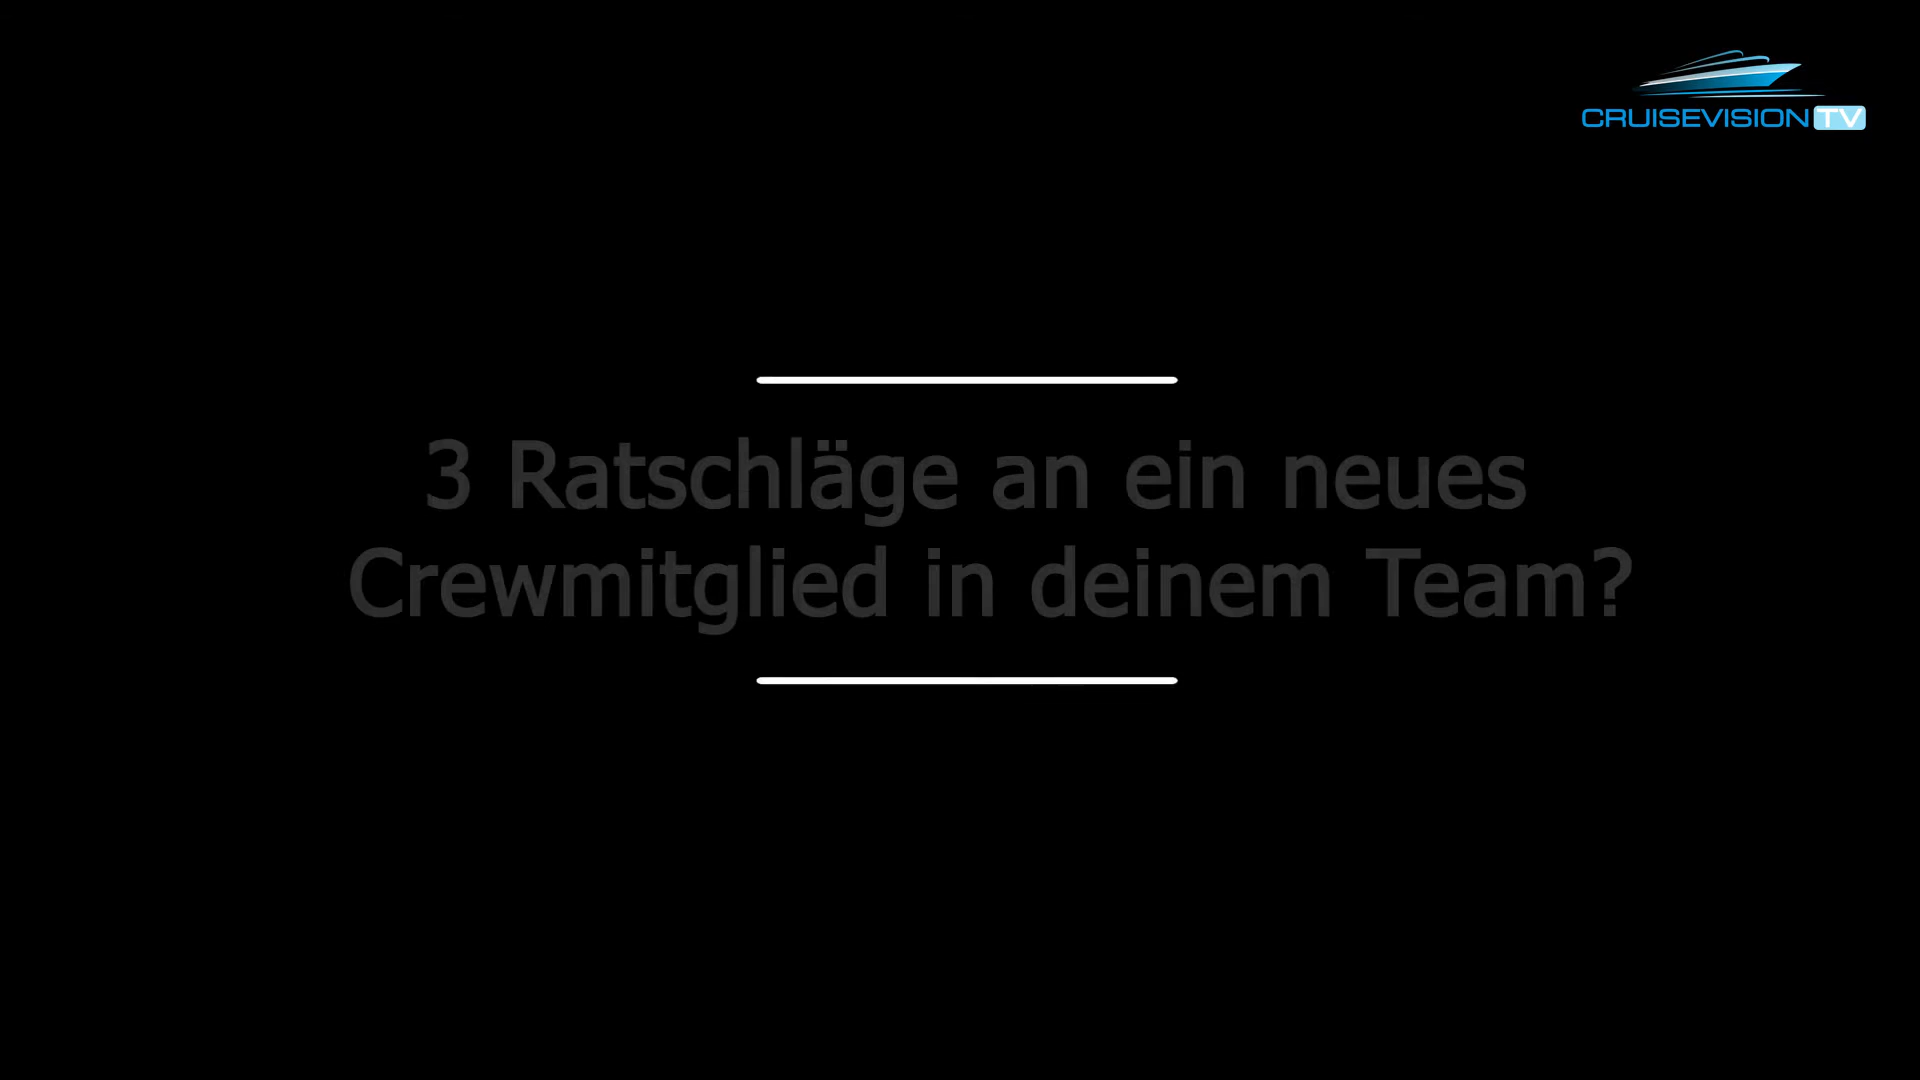 CRUISEVISION TV
3 Ratschläge an ein neues
Crewmitglied in deinem Team?